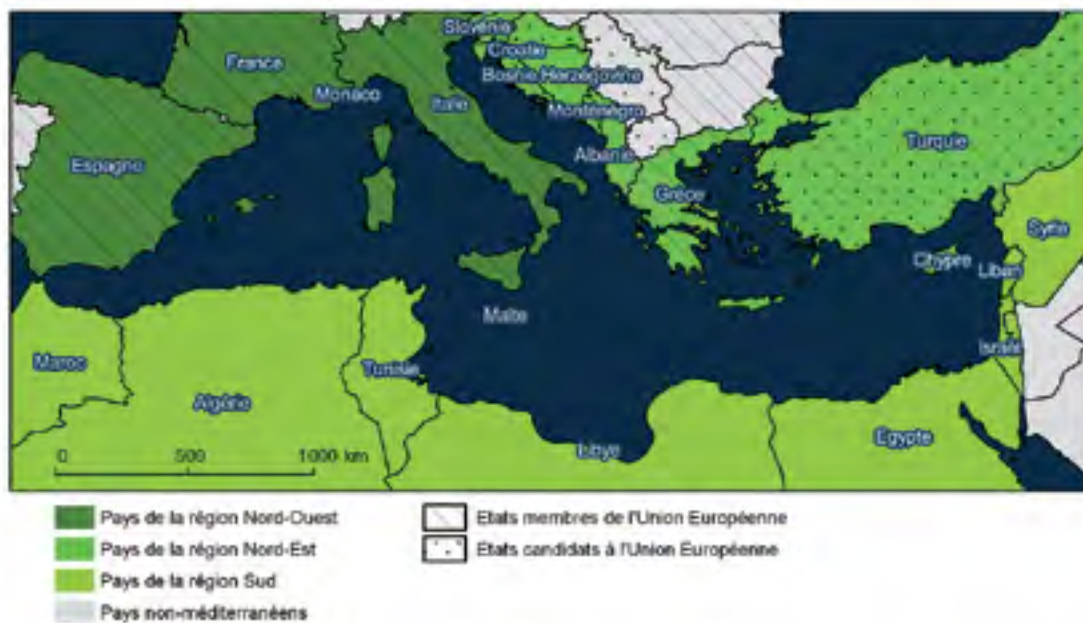 Slovénie
Croatie
France
Bosnie Herzégovine
Monaco
Italie
Monténégro
Turquie
Albanie
Espagne
Grèce
Syrie
Chypre
Liban
Malte
Israël
Maroc
Tunisie
Algérie
Egypte
Libye
0 500 1000 km
Pays de la région Nord-Ouest
Etats membres de l'Union Européenne
Pays de la région Nord-Est
Etats candidats à l'Union Européenne
Pays de la région Sud
Pays non-méditerranéens